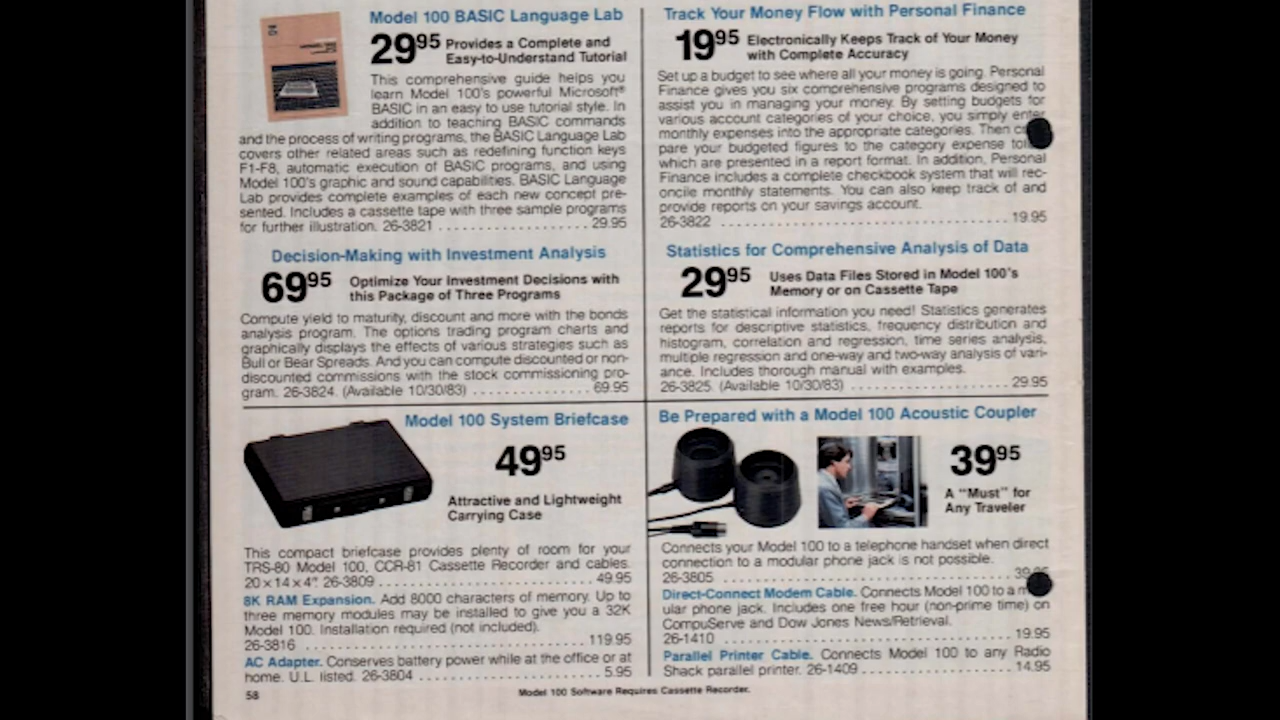 Model 100 BASIC Language Lab
29⁹⁵ Provides a Complete and
Easy-to-Understand Tutorial
This comprehensive guide helps you
learn Model 100's powerful Microsoft®
BASIC in an easy to use tutorial style. In
addition to teaching BASIC commands
and the process of writing programs, the BASIC Language Lab
covers other related areas such as redefining function keys
F1-F8, automatic execution of BASIC programs, and using
Model 100's graphic and sound capabilities. BASIC Language
Lab provides complete examples of each new concept pre-
sented. Includes a cassette tape with three sample programs
for further illustration. 26-3821 .................... 29.95
Track Your Money Flow with Personal Finance
19⁹⁵ Electronically Keeps Track of Your Money
with Complete Accuracy
Set up a budget to see where all your money is going. Personal
Finance gives you six comprehensive programs designed to
assist you in managing your money. By setting budgets for
various account categories of your choice, you simply enter
monthly expenses into the appropriate categories. Then
pare your budgeted figures to the category expense
which are presented in a report format. In addition, Personal
Finance includes a complete checkbook system that will rec-
oncile monthly statements. You can also keep track of and
provide reports on your savings account.
26-3822 .................... 19.95
Decision-Making with Investment Analysis
69⁹⁵ Optimize Your Investment Decisions with
this Package of Three Programs
Compute yield to maturity, discount and more with the bonds
analysis program. The options trading program charts and
graphically displays the effects of various strategies such as
Bull or Bear Spreads. And you can compute discounted or non-
discounted commissions with the stock commissioning pro-
gram. 26-3824. (Available 10/30/83) .................... 69.95
Statistics for Comprehensive Analysis of Data
29⁹⁵ Uses Data Files Stored in Model 100's
Memory or on Cassette Tape
Get the statistical information you need! Statistics generates
reports for descriptive statistics, frequency distribution and
histogram, correlation and regression, time series analysis,
multiple regression and one-way and two-way analysis of vari-
ance. Includes thorough manual with examples.
26-3825. (Available 10/30/83) .................... 29.95
Model 100 System Briefcase
49⁹⁵
Attractive and Lightweight
Carrying Case
This compact briefcase provides plenty of room for your
TRS-80 Model 100, CCR-81 Cassette Recorder and cables.
20 x 14 x 4". 26-3809 .................... 49.95
8K RAM Expansion. Add 8000 characters of memory. Up to
three memory modules may be installed to give you a 32K
Model 100. Installation required (not included).
26-3816 .................... 119.95
AC Adapter. Conserves battery power while at the office or at
home. U.L. listed. 26-3804 .................... 5.95
Be Prepared with a Model 100 Acoustic Coupler
39⁹⁵
A "Must" for
Any Traveler
Connects your Model 100 to a telephone handset when direct
connection to a modular phone jack is not possible.
26-3805 .................... 39.95
Direct-Connect Modem Cable. Connects Model 100 to a
ular phone jack. Includes one free hour (non-prime time) on
CompuServe and Dow Jones News/Retrieval.
26-1410 .................... 19.95
Parallel Printer Cable. Connects Model 100 to any Radio
Shack parallel printer. 26-1409 .................... 14.95
58
Model 100 Software Requires Cassette Recorder.